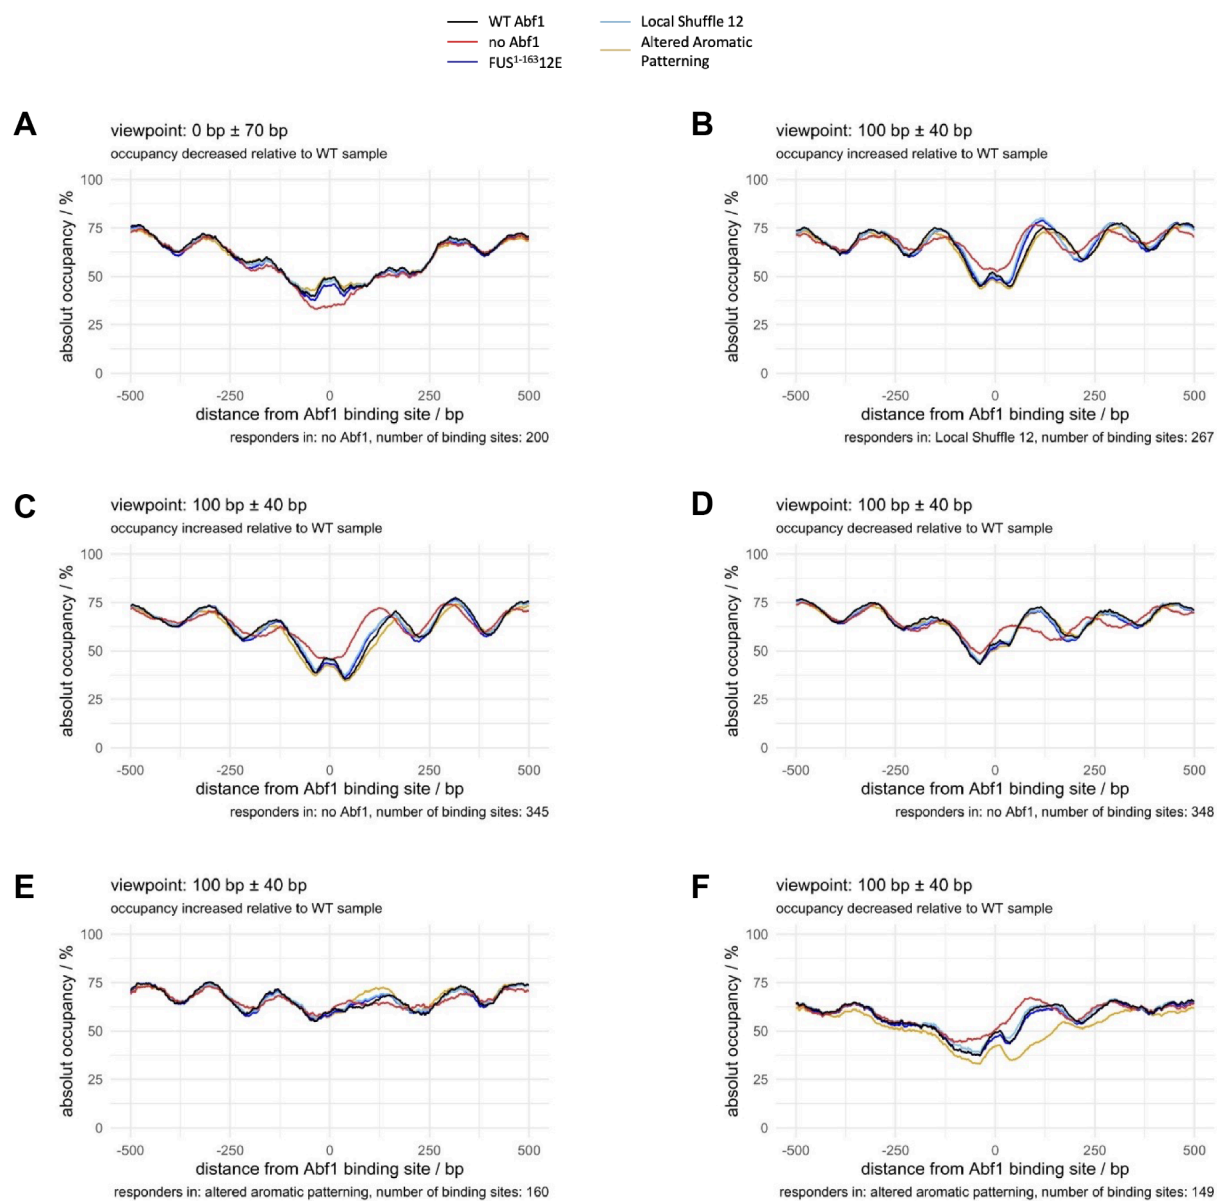 WT Abf1
no Abf1
FUS¹⁻¹⁶³12E
Local Shuffle 12
Altered Aromatic
Patterning
A
viewpoint: 0 bp ± 70 bp
occupancy decreased relative to WT sample
absolut occupancy / %
100
75
50
25
0
-500 -250 0 250 500
distance from Abf1 binding site / bp
responders in: no Abf1, number of binding sites: 200
B
viewpoint: 100 bp ± 40 bp
occupancy increased relative to WT sample
absolut occupancy / %
100
75
50
25
0
-500 -250 0 250 500
distance from Abf1 binding site / bp
responders in: Local Shuffle 12, number of binding sites: 267
C
viewpoint: 100 bp ± 40 bp
occupancy increased relative to WT sample
absolut occupancy / %
100
75
50
25
0
-500 -250 0 250 500
distance from Abf1 binding site / bp
responders in: no Abf1, number of binding sites: 345
D
viewpoint: 100 bp ± 40 bp
occupancy decreased relative to WT sample
absolut occupancy / %
100
75
50
25
0
-500 -250 0 250 500
distance from Abf1 binding site / bp
responders in: no Abf1, number of binding sites: 348
E
viewpoint: 100 bp ± 40 bp
occupancy increased relative to WT sample
absolut occupancy / %
100
75
50
25
0
-500 -250 0 250 500
distance from Abf1 binding site / bp
responders in: altered aromatic patterning, number of binding sites: 160
F
viewpoint: 100 bp ± 40 bp
occupancy decreased relative to WT sample
absolut occupancy / %
100
75
50
25
0
-500 -250 0 250 500
distance from Abf1 binding site / bp
responders in: altered aromatic patterning, number of binding sites: 149